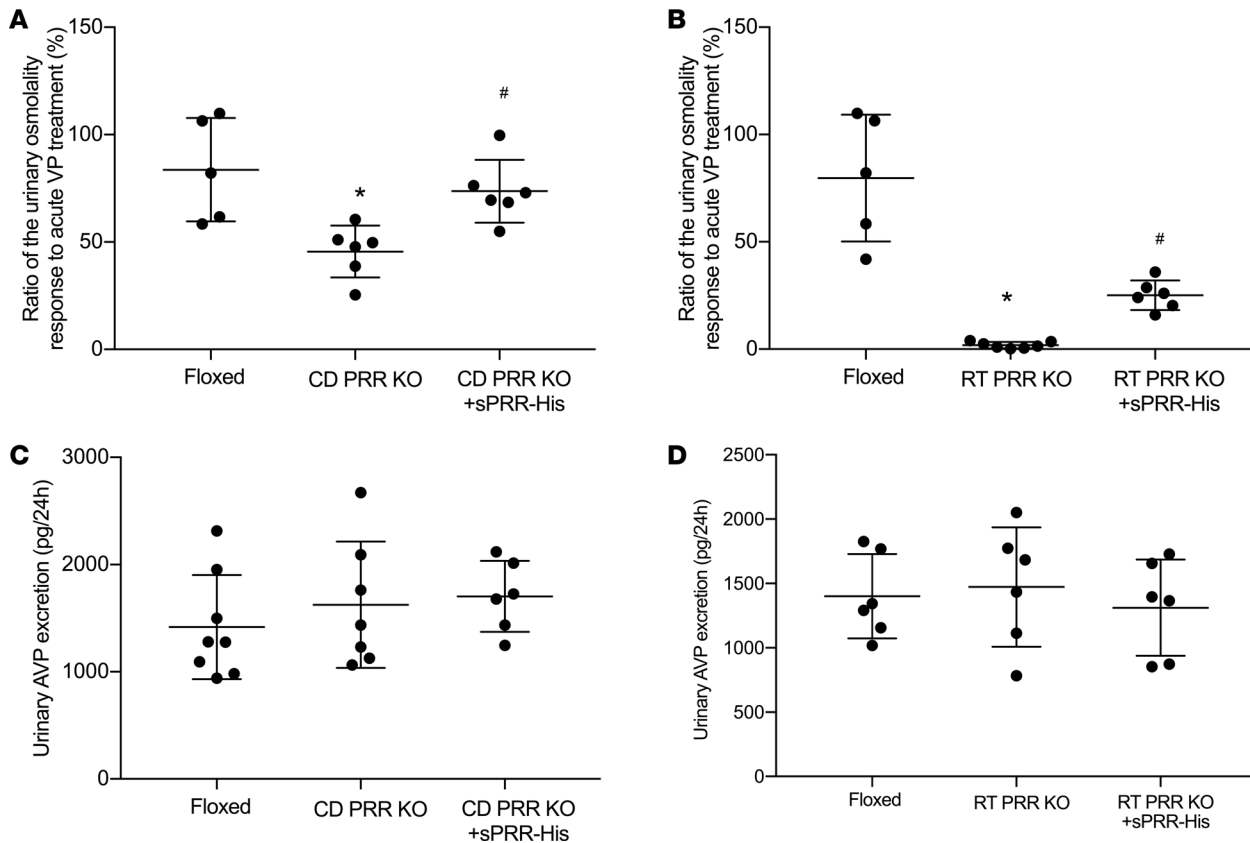 A
Ratio of the urinary osmolality
response to acute VP treatment (%)
150
100
50
0
*
#
Floxed
CD PRR KO
CD PRR KO
+sPRR-His
B
Ratio of the urinary osmolality
response to acute VP treatment (%)
150
100
50
0
*
#
Floxed
RT PRR KO
RT PRR KO
+sPRR-His
C
Urinary AVP excretion (pg/24h)
3000
2000
1000
0
Floxed
CD PRR KO
CD PRR KO
+sPRR-His
D
Urinary AVP excretion (pg/24h)
2500
2000
1500
1000
500
0
Floxed
RT PRR KO
RT PRR KO
+sPRR-His